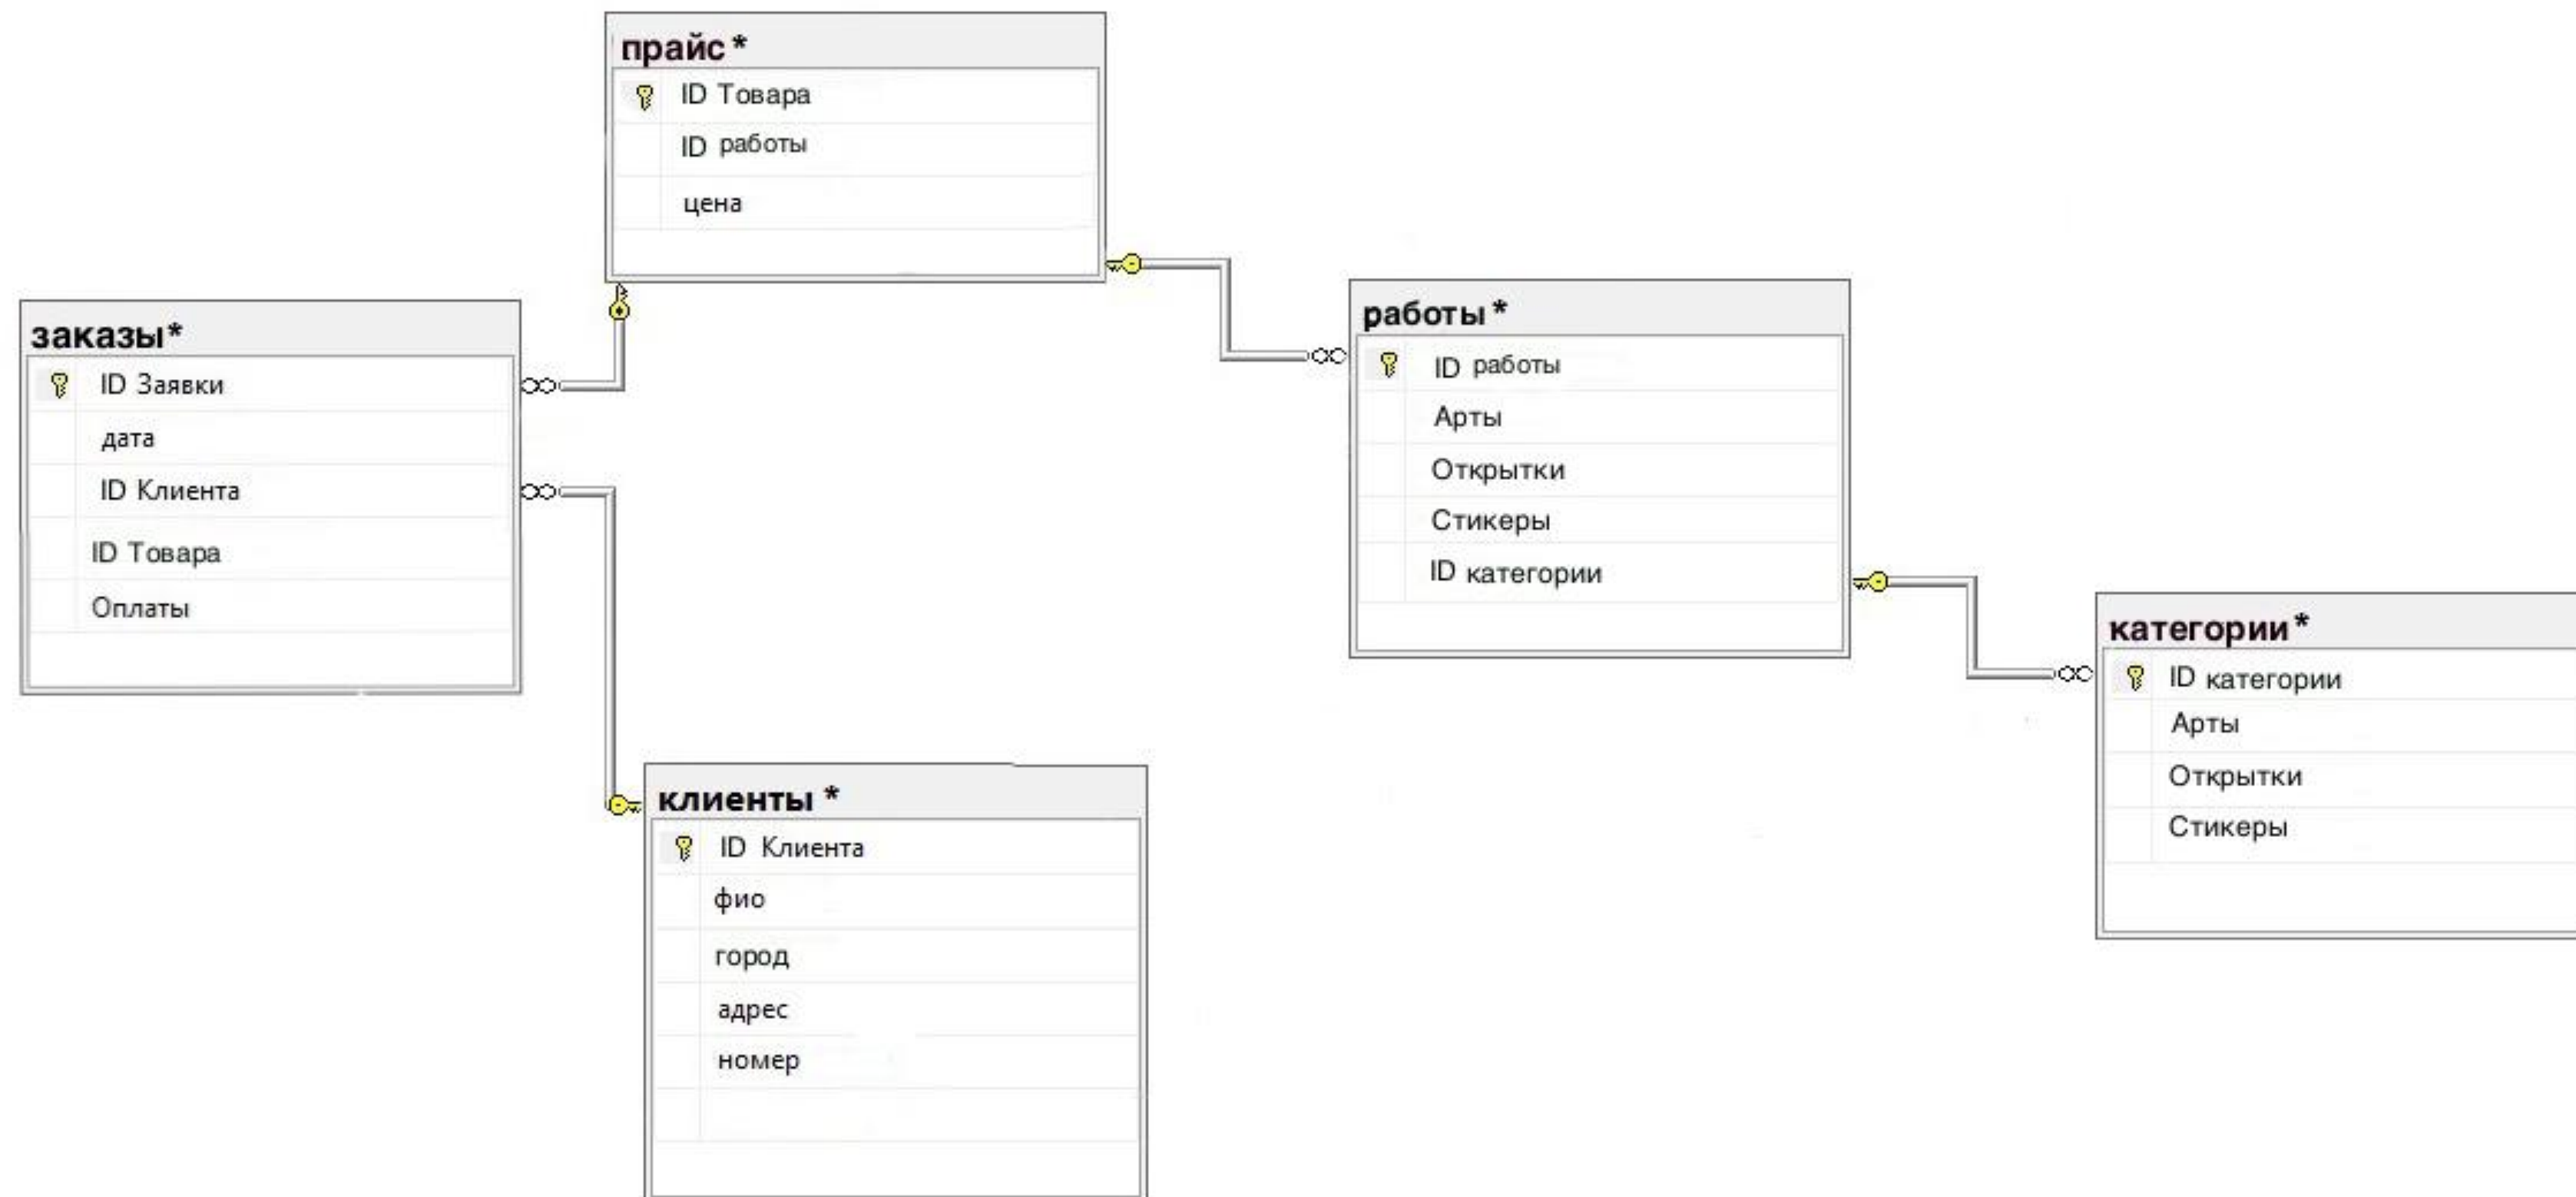 прайс *
ID Товара
ID работы
цена
заказы*
ID Заявки
дата
ID Клиента
ID Товара
Оплаты
работы *
ID работы
Арты
Открытки
Стикеры
ID категории
категории *
ID категории
Арты
Открытки
Стикеры
клиенты *
ID Клиента
фио
город
адрес
номер